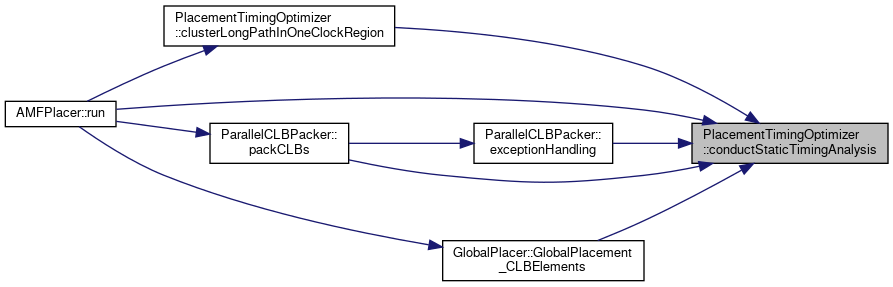 PlacementTimingOptimizer
::clusterLongPathInOneClockRegion
AMFPlacer::run
ParallelCLBPacker::
packCLBs
ParallelCLBPacker::
exceptionHandling
PlacementTimingOptimizer
::conductStaticTimingAnalysis
GlobalPlacer::GlobalPlacement
_CLBElements